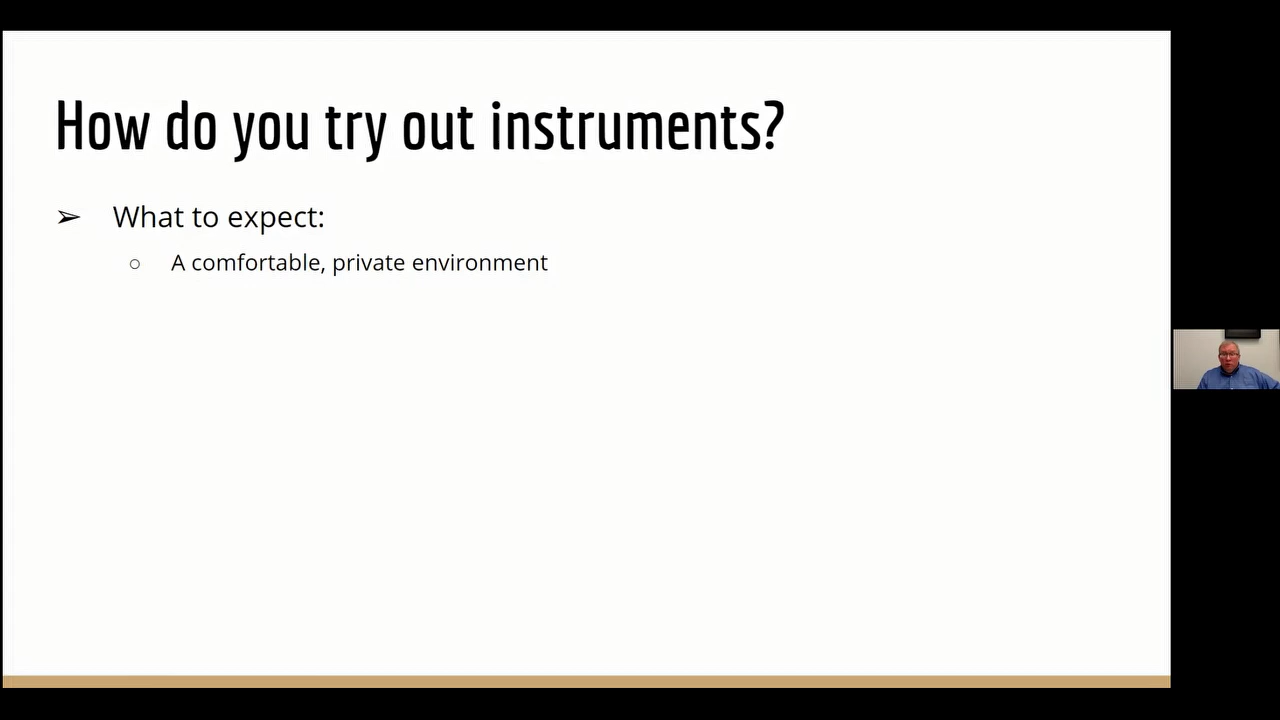 How do you try out instruments?
➢ What to expect:
○ A comfortable, private environment